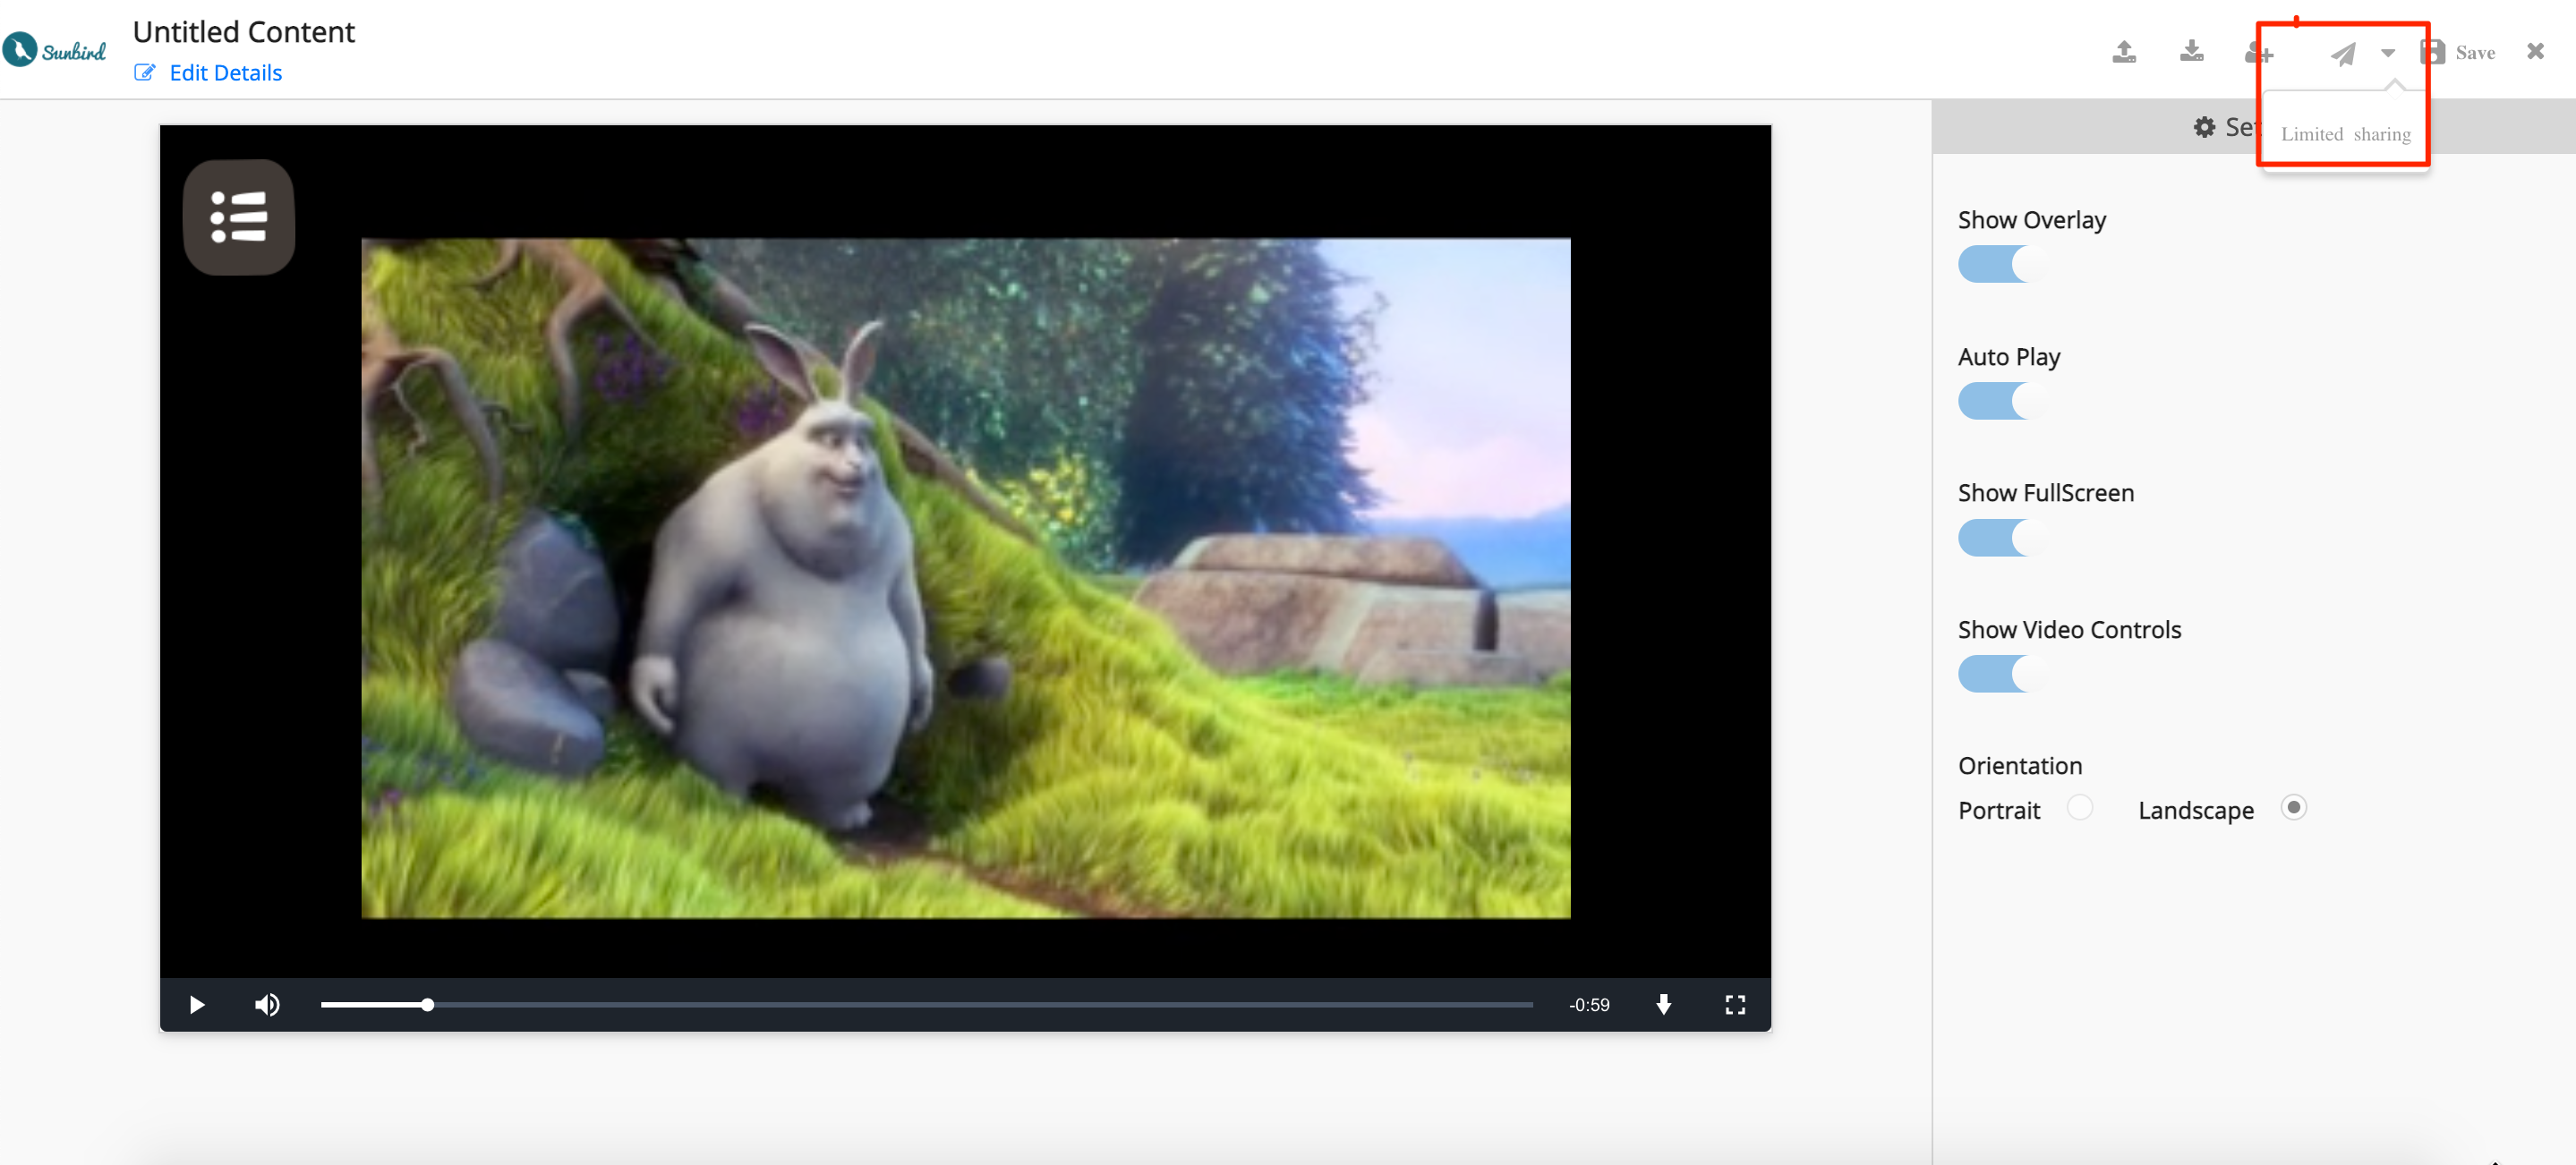 Sunbird
Untitled Content
Edit Details
Save
Set
Limited sharing
Show Overlay
Auto Play
Show FullScreen
Show Video Controls
Orientation
Portrait
Landscape
-0:59